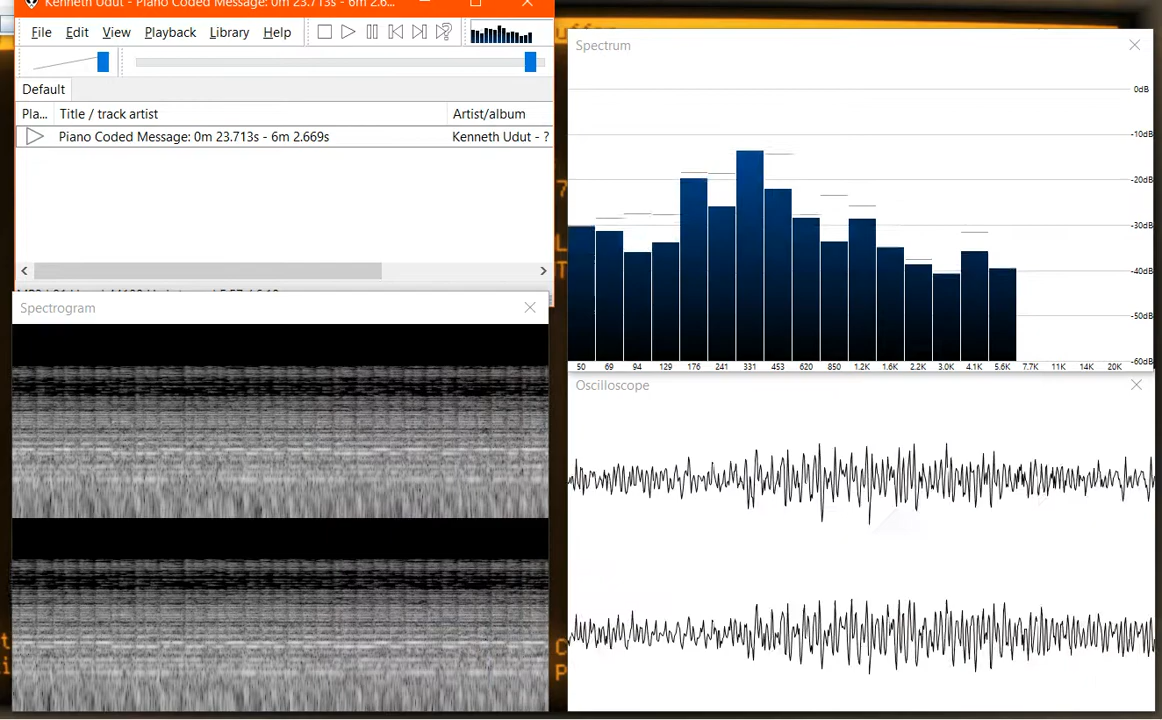 Kenneth Udut - Piano Coded Message: 0m 23.713s - 6m 2.6...
File Edit View Playback Library Help
Default
Pla... Title / track artist Artist/album
Piano Coded Message: 0m 23.713s - 6m 2.669s Kenneth Udut - ?
Spectrogram
Spectrum
0dB
-10dB
-20dB
-30dB
-40dB
-50dB
-60dB
50 69 94 129 176 241 331 453 620 850 1.2K 1.6K 2.2K 3.0K 4.1K 5.6K 7.7K 11K 14K 20K
Oscilloscope